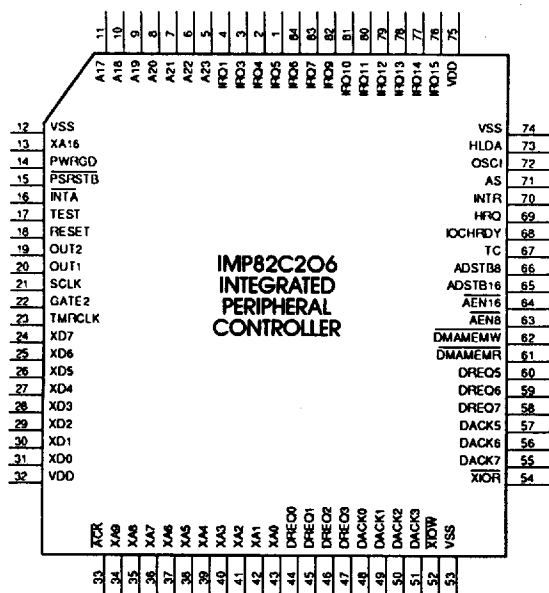 11 10 9 8 7 6 5 4 3 2 1 84 83 82 81 80 79 78 77 76 75
A17 A18 A19 A20 A21 A22 A23 IRQ1 IRQ3 IRQ4 IRQ5 IRQ6 IRQ7 IRQ9 IRQ10 IRQ11 IRQ12 IRQ13 IRQ14 IRQ15 VDD
12 VSS
13 XA16
14 PWRGD
15 PSRSTB
16 INTA
17 TEST
18 RESET
19 OUT2
20 OUT1
21 SCLK
22 GATE2
23 TMRCLK
24 XD7
25 XD6
26 XD5
27 XD4
28 XD3
29 XD2
30 XD1
31 XD0
32 VDD
IMP82C206
INTEGRATED
PERIPHERAL
CONTROLLER
VSS 74
HLDA 73
OSCI 72
AS 71
INTR 70
HRQ 69
IOCHRDY 68
TC 67
ADSTB8 66
ADSTB16 65
AEN16 64
AEN8 63
DMAMEMW 62
DMAMEMR 61
DREQ5 60
DREQ6 59
DREQ7 58
DACK5 57
DACK6 56
DACK7 55
XIOR 54
ACK XA9 XA8 XA7 XA6 XA5 XA4 XA3 XA2 XA1 XA0 DREQ0 DREQ1 DREQ2 DREQ3 DACK0 DACK1 DACK2 DACK3 XIOW VSS
33 34 35 36 37 38 39 40 41 42 43 44 45 46 47 48 49 50 51 52 53